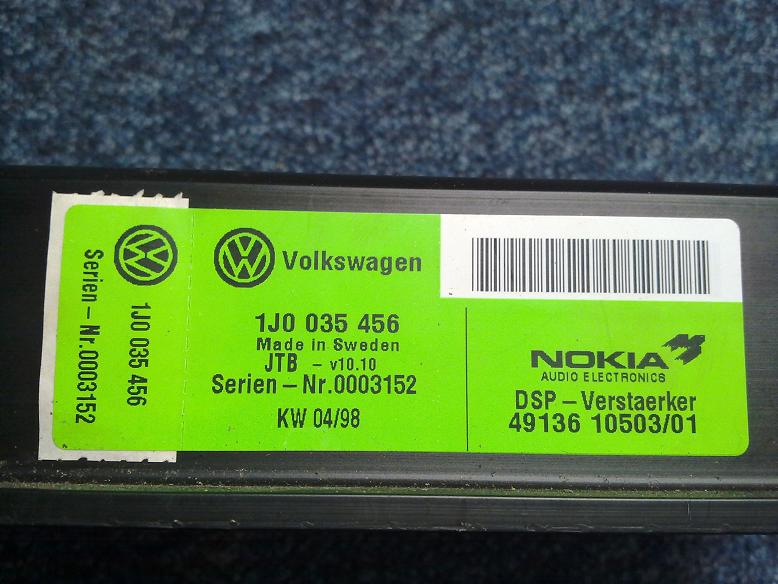 Serien - Nr.0003152
1J0 035 456
Volkswagen
1J0 035 456
Made in Sweden
JTB - v10.10
Serien - Nr.0003152
KW 04/98
NOKIA
AUDIO ELECTRONICS
DSP - Verstaerker
49136 10503/01